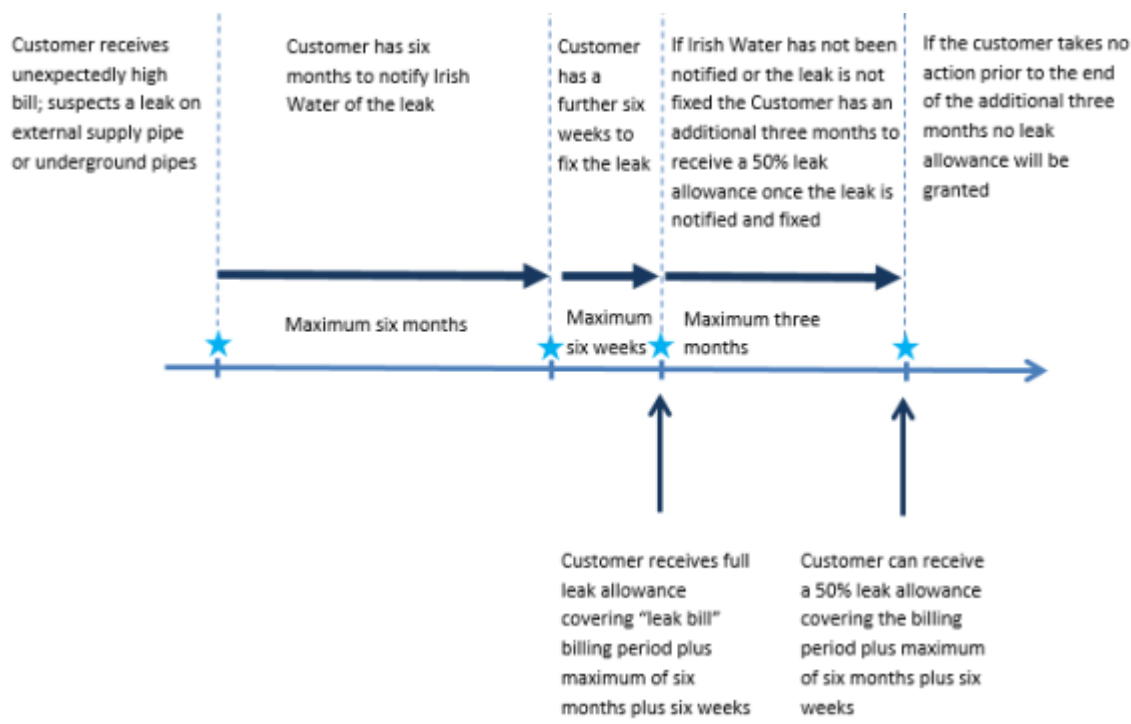 Customer receives
unexpectedly high
bill; suspects a leak on
external supply pipe
or underground pipes
Customer has six
months to notify Irish
Water of the leak
Customer
has a
further six
weeks to
fix the leak
If Irish Water has not been
notified or the leak is not
fixed the Customer has an
additional three months to
receive a 50% leak
allowance once the leak is
notified and fixed
If the customer takes no
action prior to the end
of the additional three
months no leak
allowance will be
granted
Maximum six months
Maximum
six weeks
Maximum three
months
Customer receives full
leak allowance
covering “leak bill”
billing period plus
maximum of six
months plus six weeks
Customer can receive
a 50% leak allowance
covering the billing
period plus maximum
of six months plus six
weeks